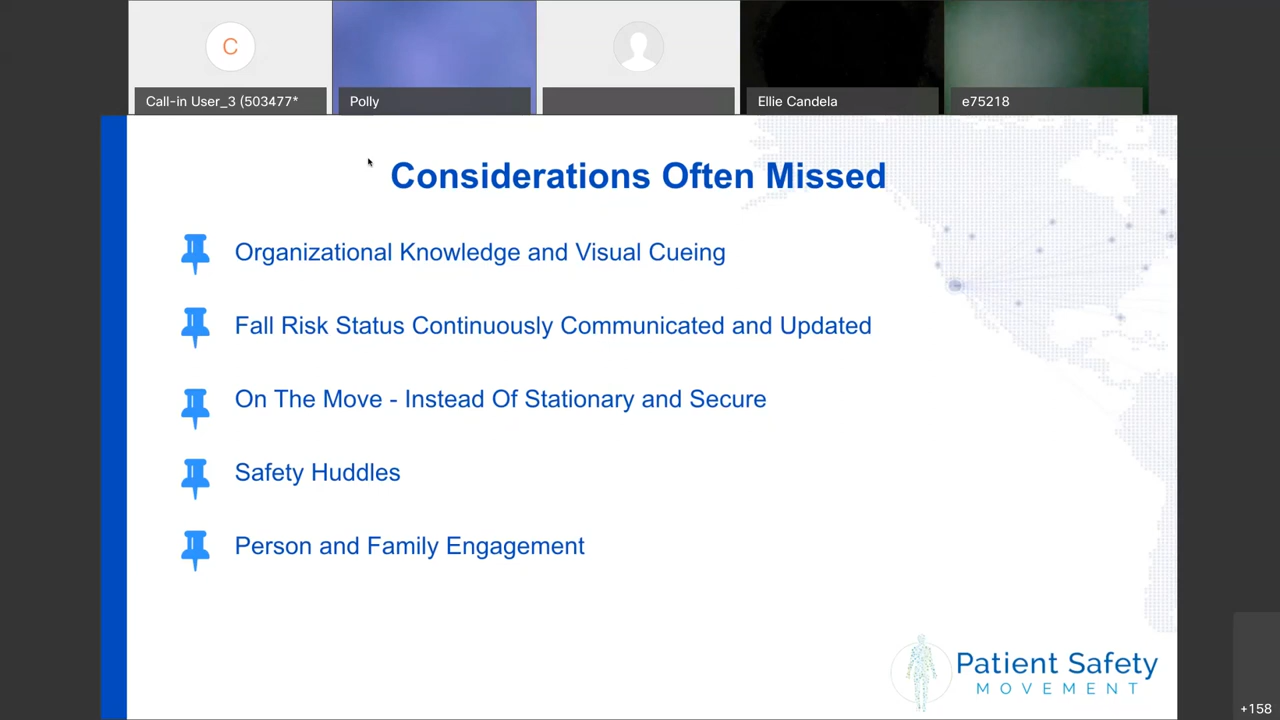 C
Call-in User_3 (503477*
Polly
Ellie Candela
e75218
Considerations Often Missed
Organizational Knowledge and Visual Cueing
Fall Risk Status Continuously Communicated and Updated
On The Move - Instead Of Stationary and Secure
Safety Huddles
Person and Family Engagement
Patient Safety
MOVEMENT
+158